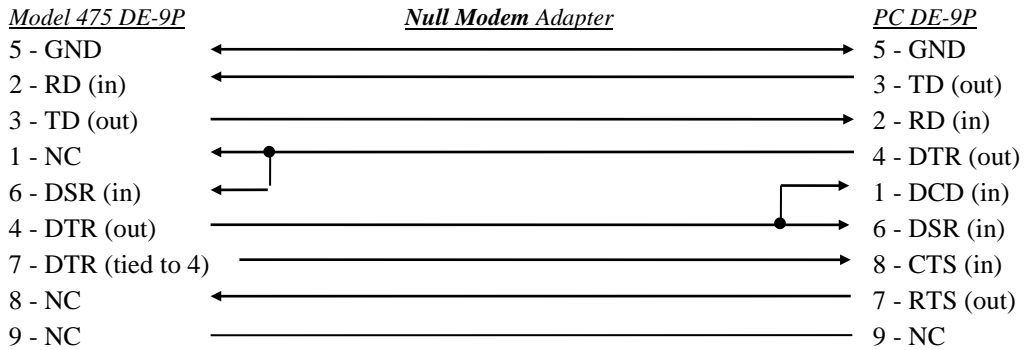 Model 475 DE-9P Null Modem Adapter PC DE-9P
5 - GND 5 - GND
2 - RD (in) 3 - TD (out)
3 - TD (out) 2 - RD (in)
1 - NC 4 - DTR (out)
6 - DSR (in) 1 - DCD (in)
4 - DTR (out) 6 - DSR (in)
7 - DTR (tied to 4) 8 - CTS (in)
8 - NC 7 - RTS (out)
9 - NC 9 - NC